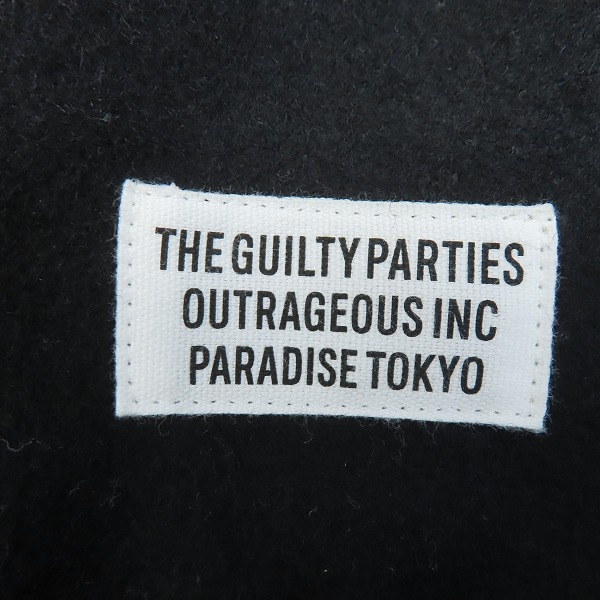 THE GUILTY PARTIES
OUTRAGEOUS INC
PARADISE TOKYO